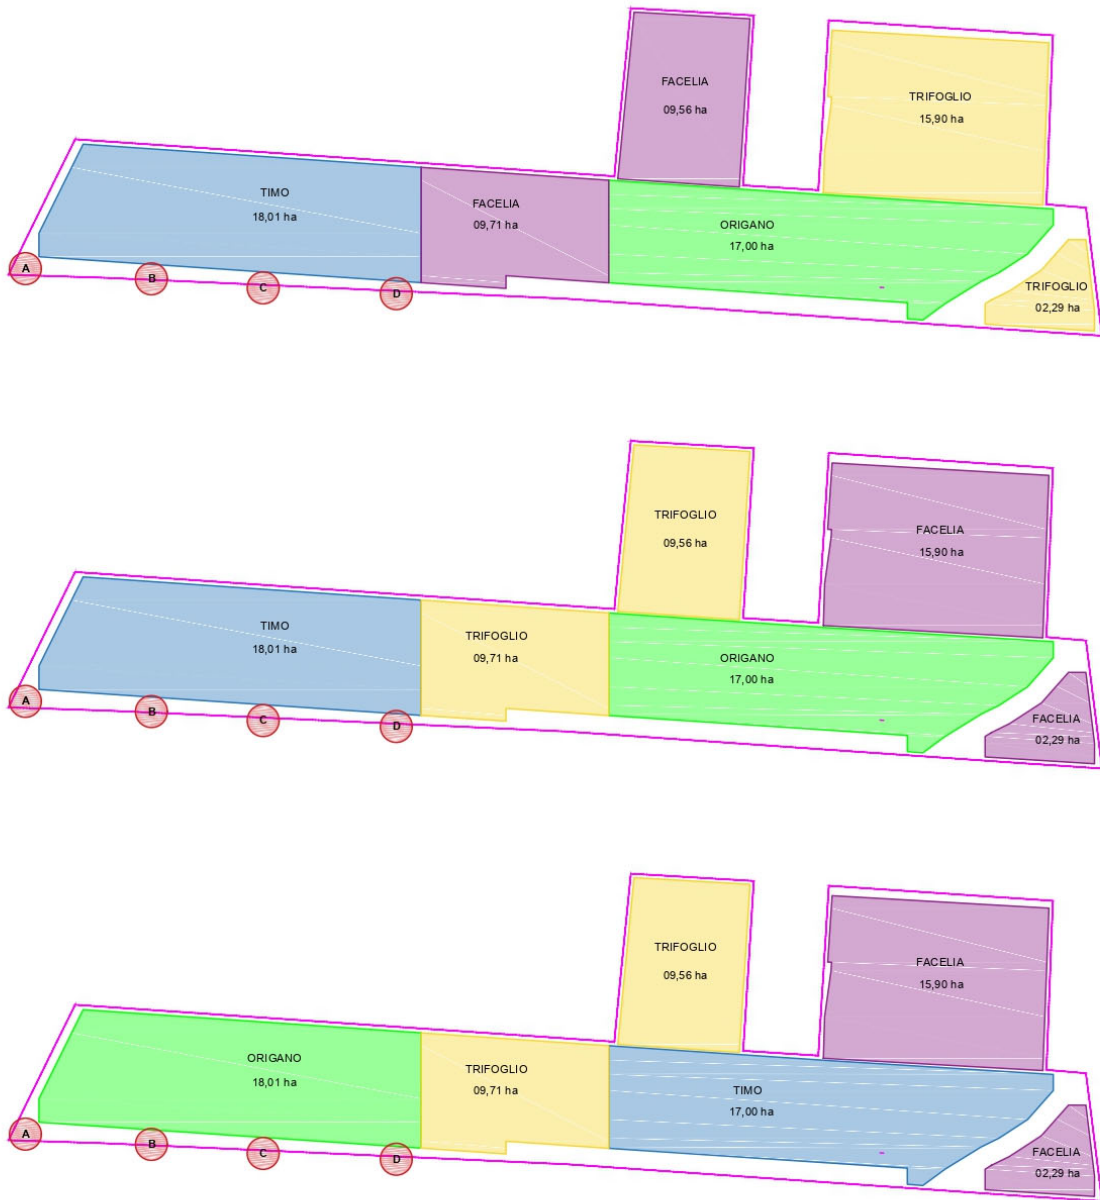 FACELIA
09,56 ha
TRIFOGLIO
15,90 ha
TIMO
18,01 ha
FACELIA
09,71 ha
ORIGANO
17,00 ha
TRIFOGLIO
02,29 ha
A
B
C
D
TRIFOGLIO
09,56 ha
FACELIA
15,90 ha
TIMO
18,01 ha
TRIFOGLIO
09,71 ha
ORIGANO
17,00 ha
FACELIA
02,29 ha
A
B
C
D
TRIFOGLIO
09,56 ha
FACELIA
15,90 ha
ORIGANO
18,01 ha
TRIFOGLIO
09,71 ha
TIMO
17,00 ha
FACELIA
02,29 ha
A
B
C
D